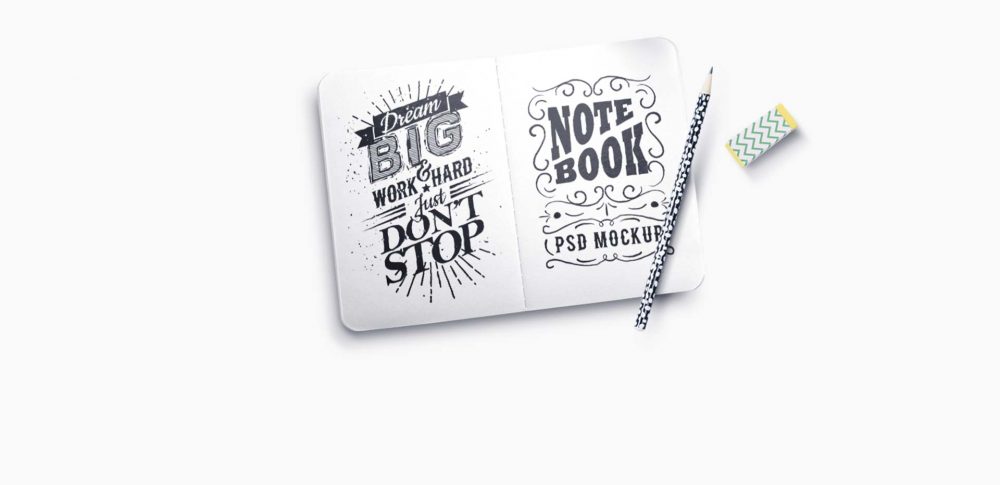 Dream
BIG
&
WORK HARD
Just
DON'T
STOP
NOTE
BOOK
PSD MOCKUP